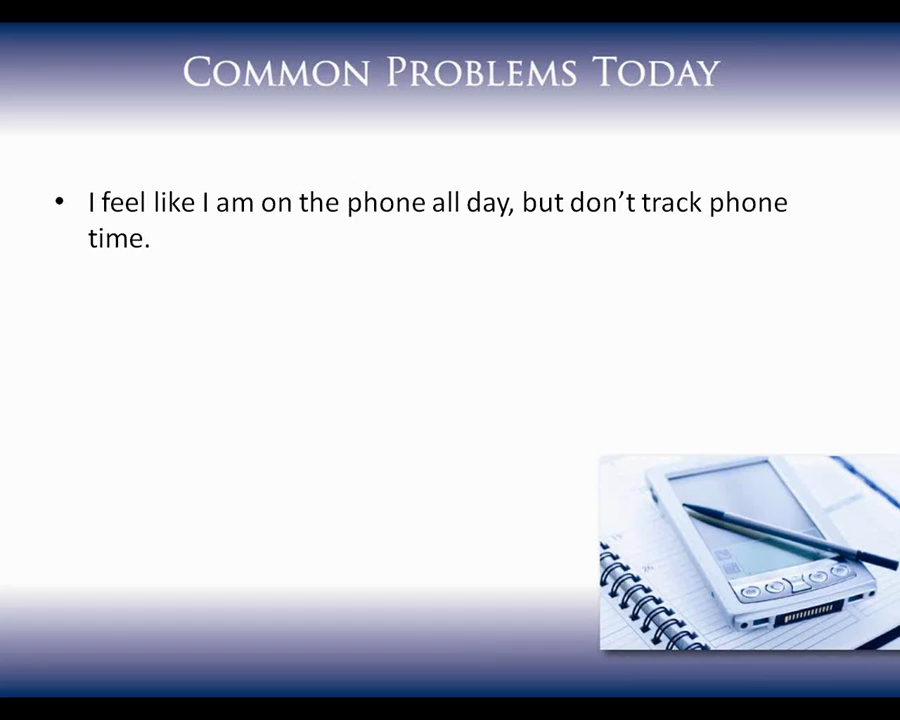 COMMON PROBLEMS TODAY
• I feel like I am on the phone all day, but don’t track phone
time.